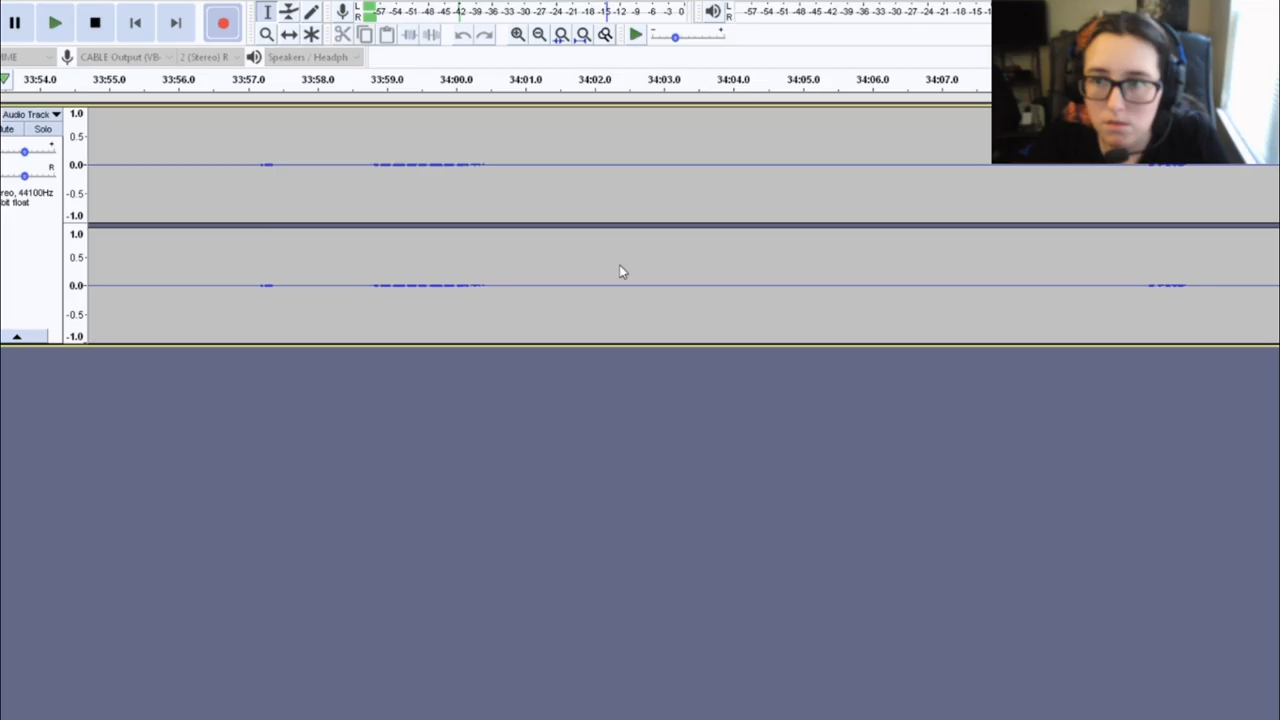 L
R
-57 -54 -51 -48 -45 -42 -39 -36 -33 -30 -27 -24 -21 -18 -15 -12 -9 -6 -3 0
L
R
-57 -54 -51 -48 -45 -42 -39 -36 -33 -30 -27 -24 -21 -18 -15
- +
CABLE Output (VB- 2 (Stereo) R Speakers / Headph
33:54.0 33:55.0 33:56.0 33:57.0 33:58.0 33:59.0 34:00.0 34:01.0 34:02.0 34:03.0 34:04.0 34:05.0 34:06.0 34:07.0
Audio Track 1.0
ute Solo 0.5
+
R 0.0
reo, 44100Hz -0.5
bit float
-1.0
1.0
0.5
0.0
-0.5
-1.0